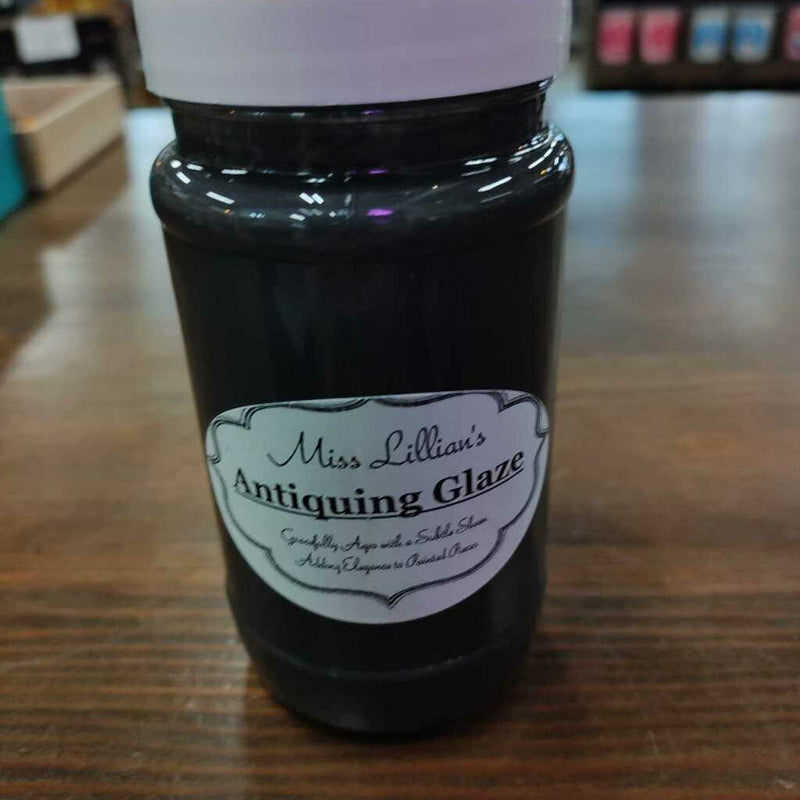 Miss Lillian's
Antiquing Glaze
Gracefully Ages with a Subtle Sheen
Adding Elegance to Painted Pieces